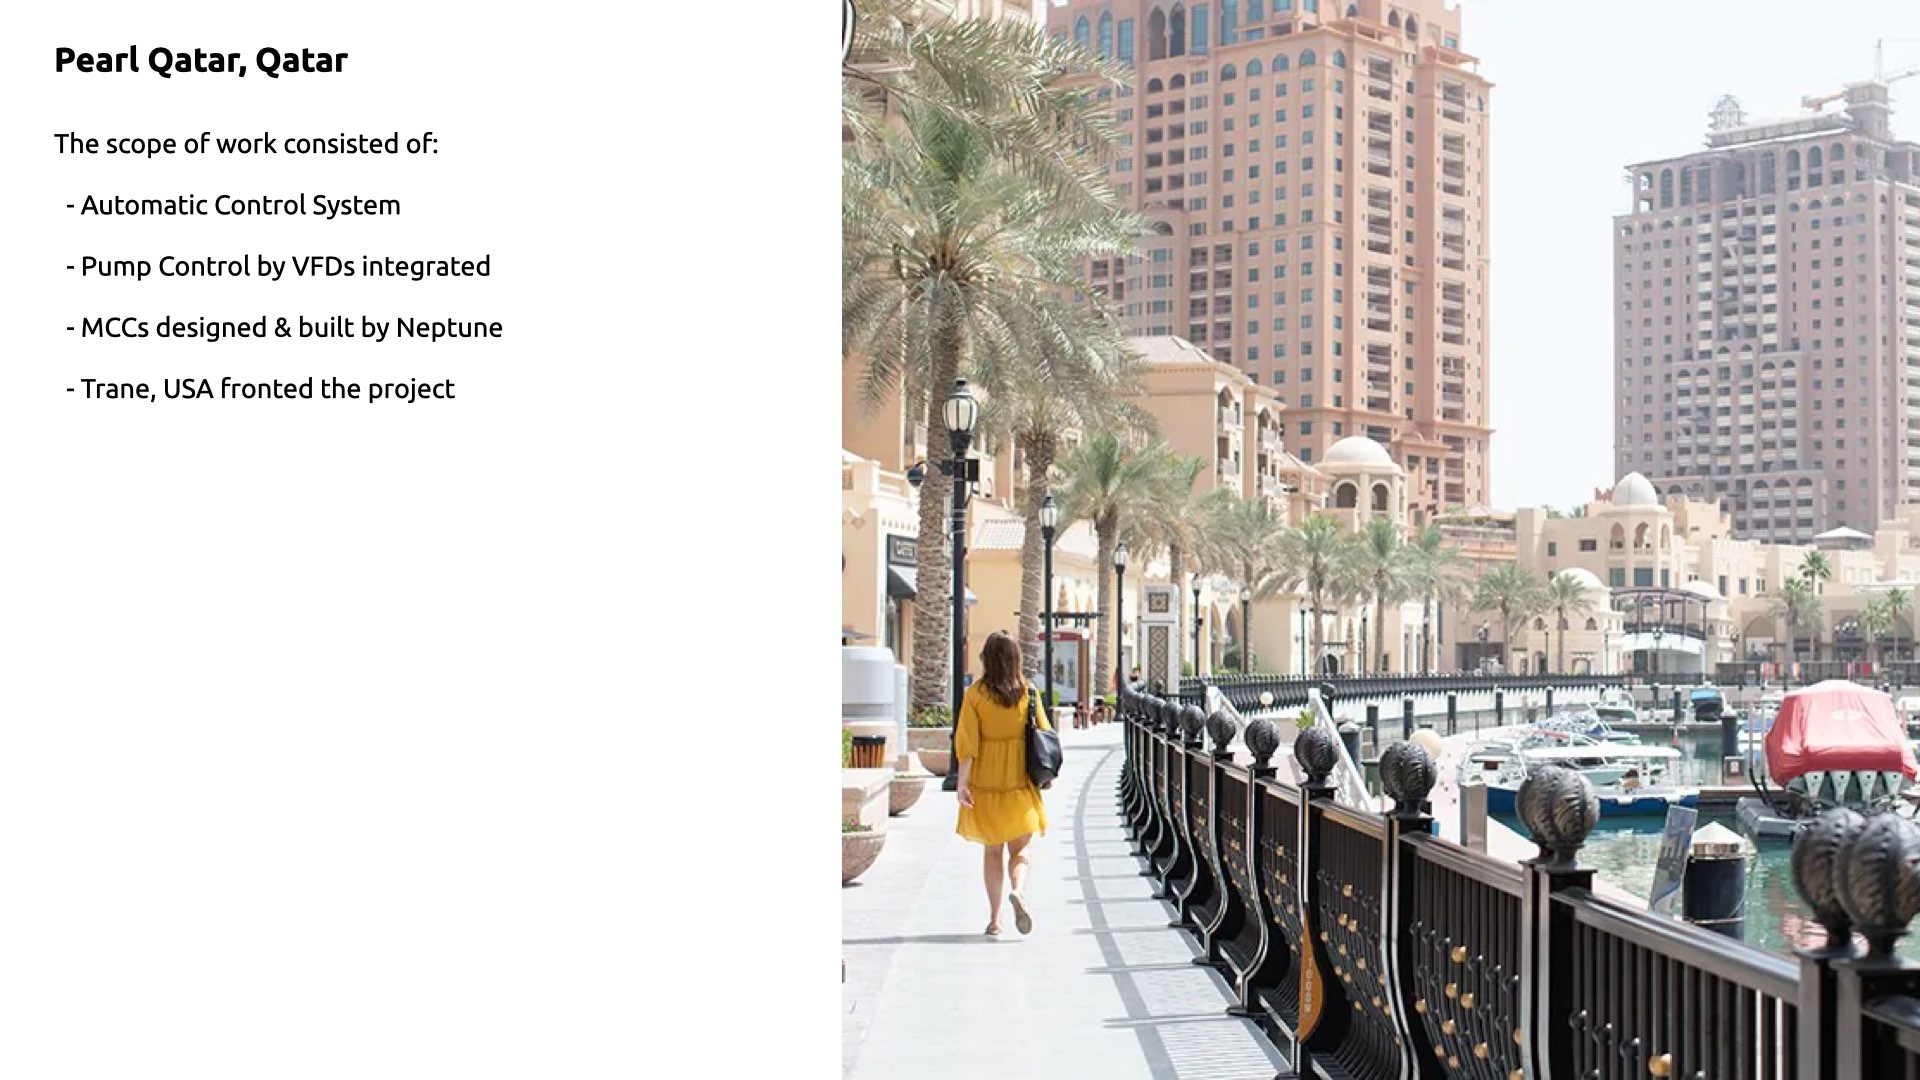 Pearl Qatar, Qatar
The scope of work consisted of:
- Automatic Control System
- Pump Control by VFDs integrated
- MCCs designed & built by Neptune
- Trane, USA fronted the project
1000M